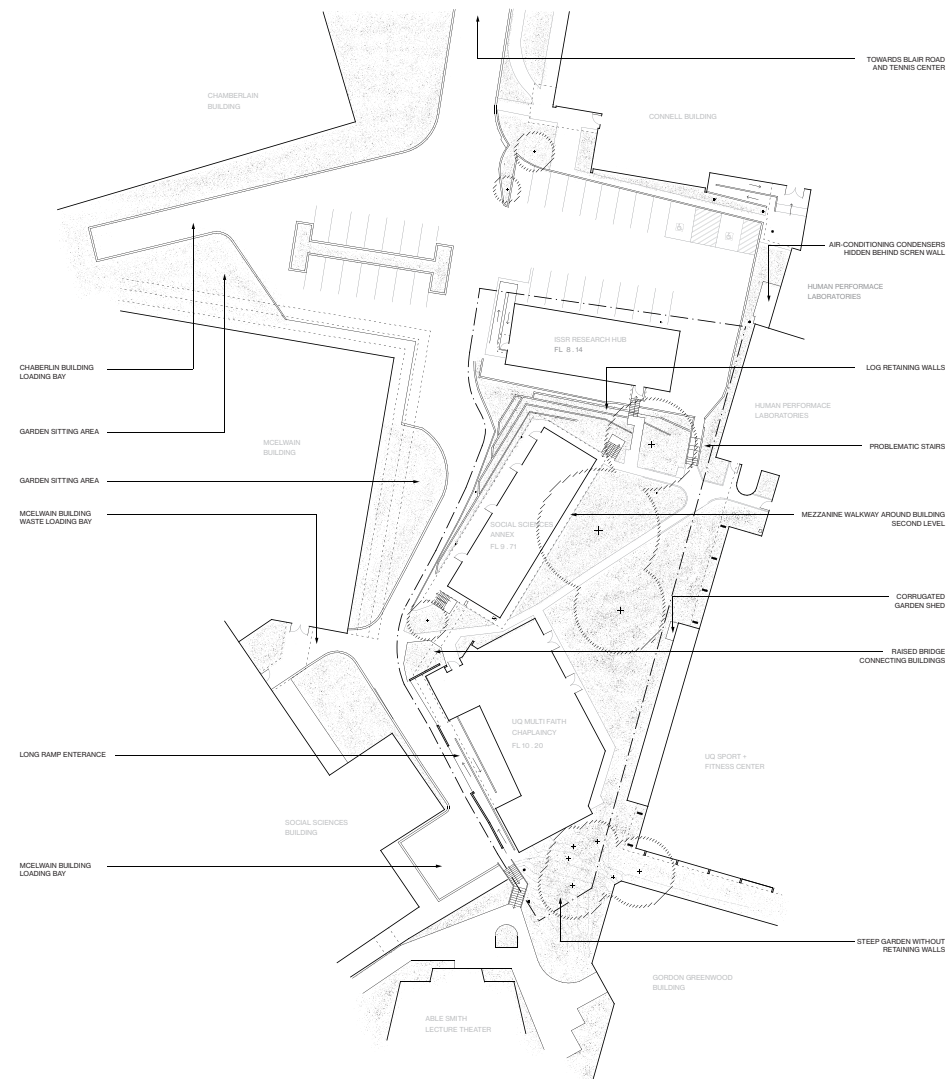 TOWARDS BLAIR ROAD
AND TENNIS CENTER
CHAMBERLAIN
BUILDING
CONNELL BUILDING
AIR-CONDITIONING CONDENSERS
HIDDEN BEHIND SCREN WALL
HUMAN PERFORMACE
LABORATORIES
ISSR RESEARCH HUB
FL 8 . 14
CHABERLIN BUILDING
LOADING BAY
LOG RETAINING WALLS
HUMAN PERFORMACE
LABORATORIES
GARDEN SITTING AREA
MCELWAIN
BUILDING
PROBLEMATIC STAIRS
GARDEN SITTING AREA
MCELWAIN BUILDING
WASTE LOADING BAY
MEZZANINE WALKWAY AROUND BUILDING
SECOND LEVEL
SOCIAL SCIENCES
ANNEX
FL 9 . 71
CORRUGATED
GARDEN SHED
RAISED BRIDGE
CONNECTING BUILDINGS
UQ MULTI FAITH
CHAPLAINCY
FL 10 . 20
LONG RAMP ENTERANCE
UQ SPORT +
FITNESS CENTER
SOCIAL SCIENCES
BUILDING
MCELWAIN BUILDING
LOADING BAY
STEEP GARDEN WITHOUT
RETAINING WALLS
GORDON GREENWOOD
BUILDING
ABLE SMITH
LECTURE THEATER